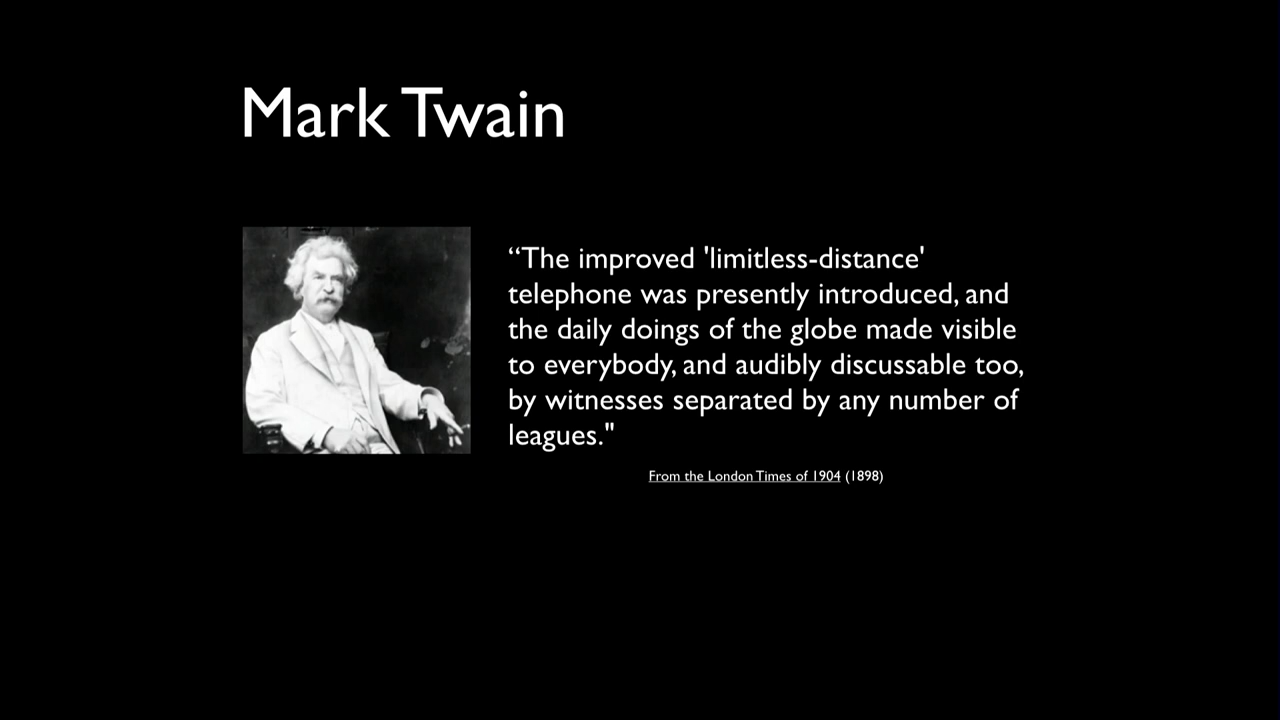 Mark Twain
“The improved 'limitless-distance'
telephone was presently introduced, and
the daily doings of the globe made visible
to everybody, and audibly discussable too,
by witnesses separated by any number of
leagues."
From the London Times of 1904 (1898)